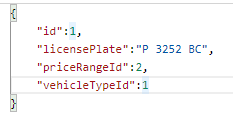 {
"id":1,
"licensePlate":"P 3252 BC",
"priceRangeId":2,
"vehicleTypeId":1
}